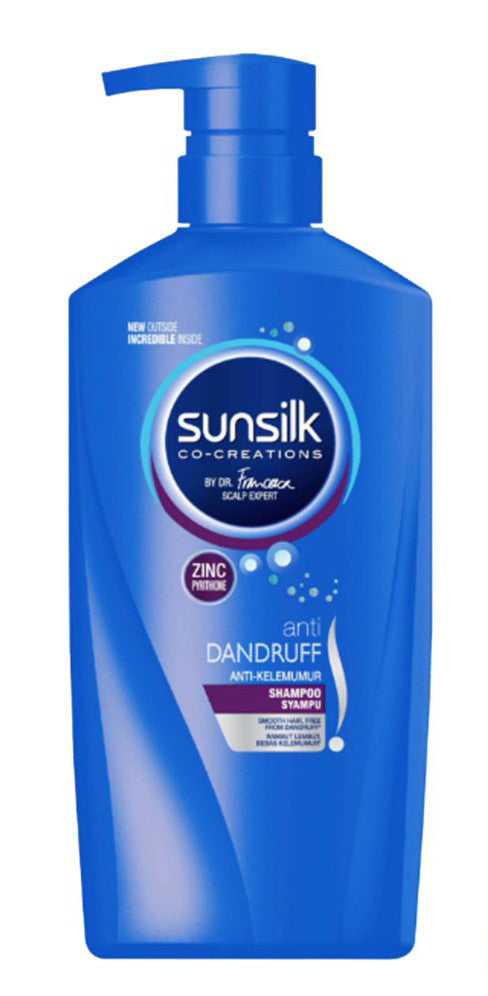 NEW OUTSIDE
INCREDIBLE INSIDE
sunsilk
CO-CREATIONS
BY DR. Francesca
SCALP EXPERT
ZINC
PYRITHIONE
anti
DANDRUFF
ANTI-KELEMUMUR
SHAMPOO
SYAMPU
SMOOTH HAIR, FREE
FROM DANDRUFF*
RAMBUT LEMBUT,
BEBAS KELEMUMUR*